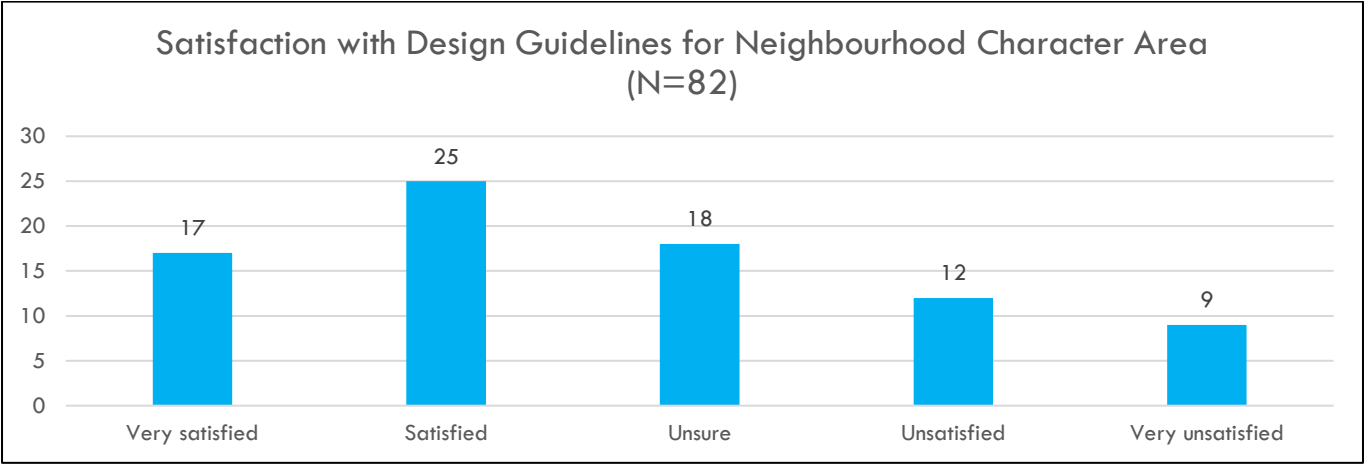 Satisfaction with Design Guidelines for Neighbourhood Character Area
(N=82)
30
25
20
15
10
5
0
17
25
18
12
9
Very satisfied
Satisfied
Unsure
Unsatisfied
Very unsatisfied